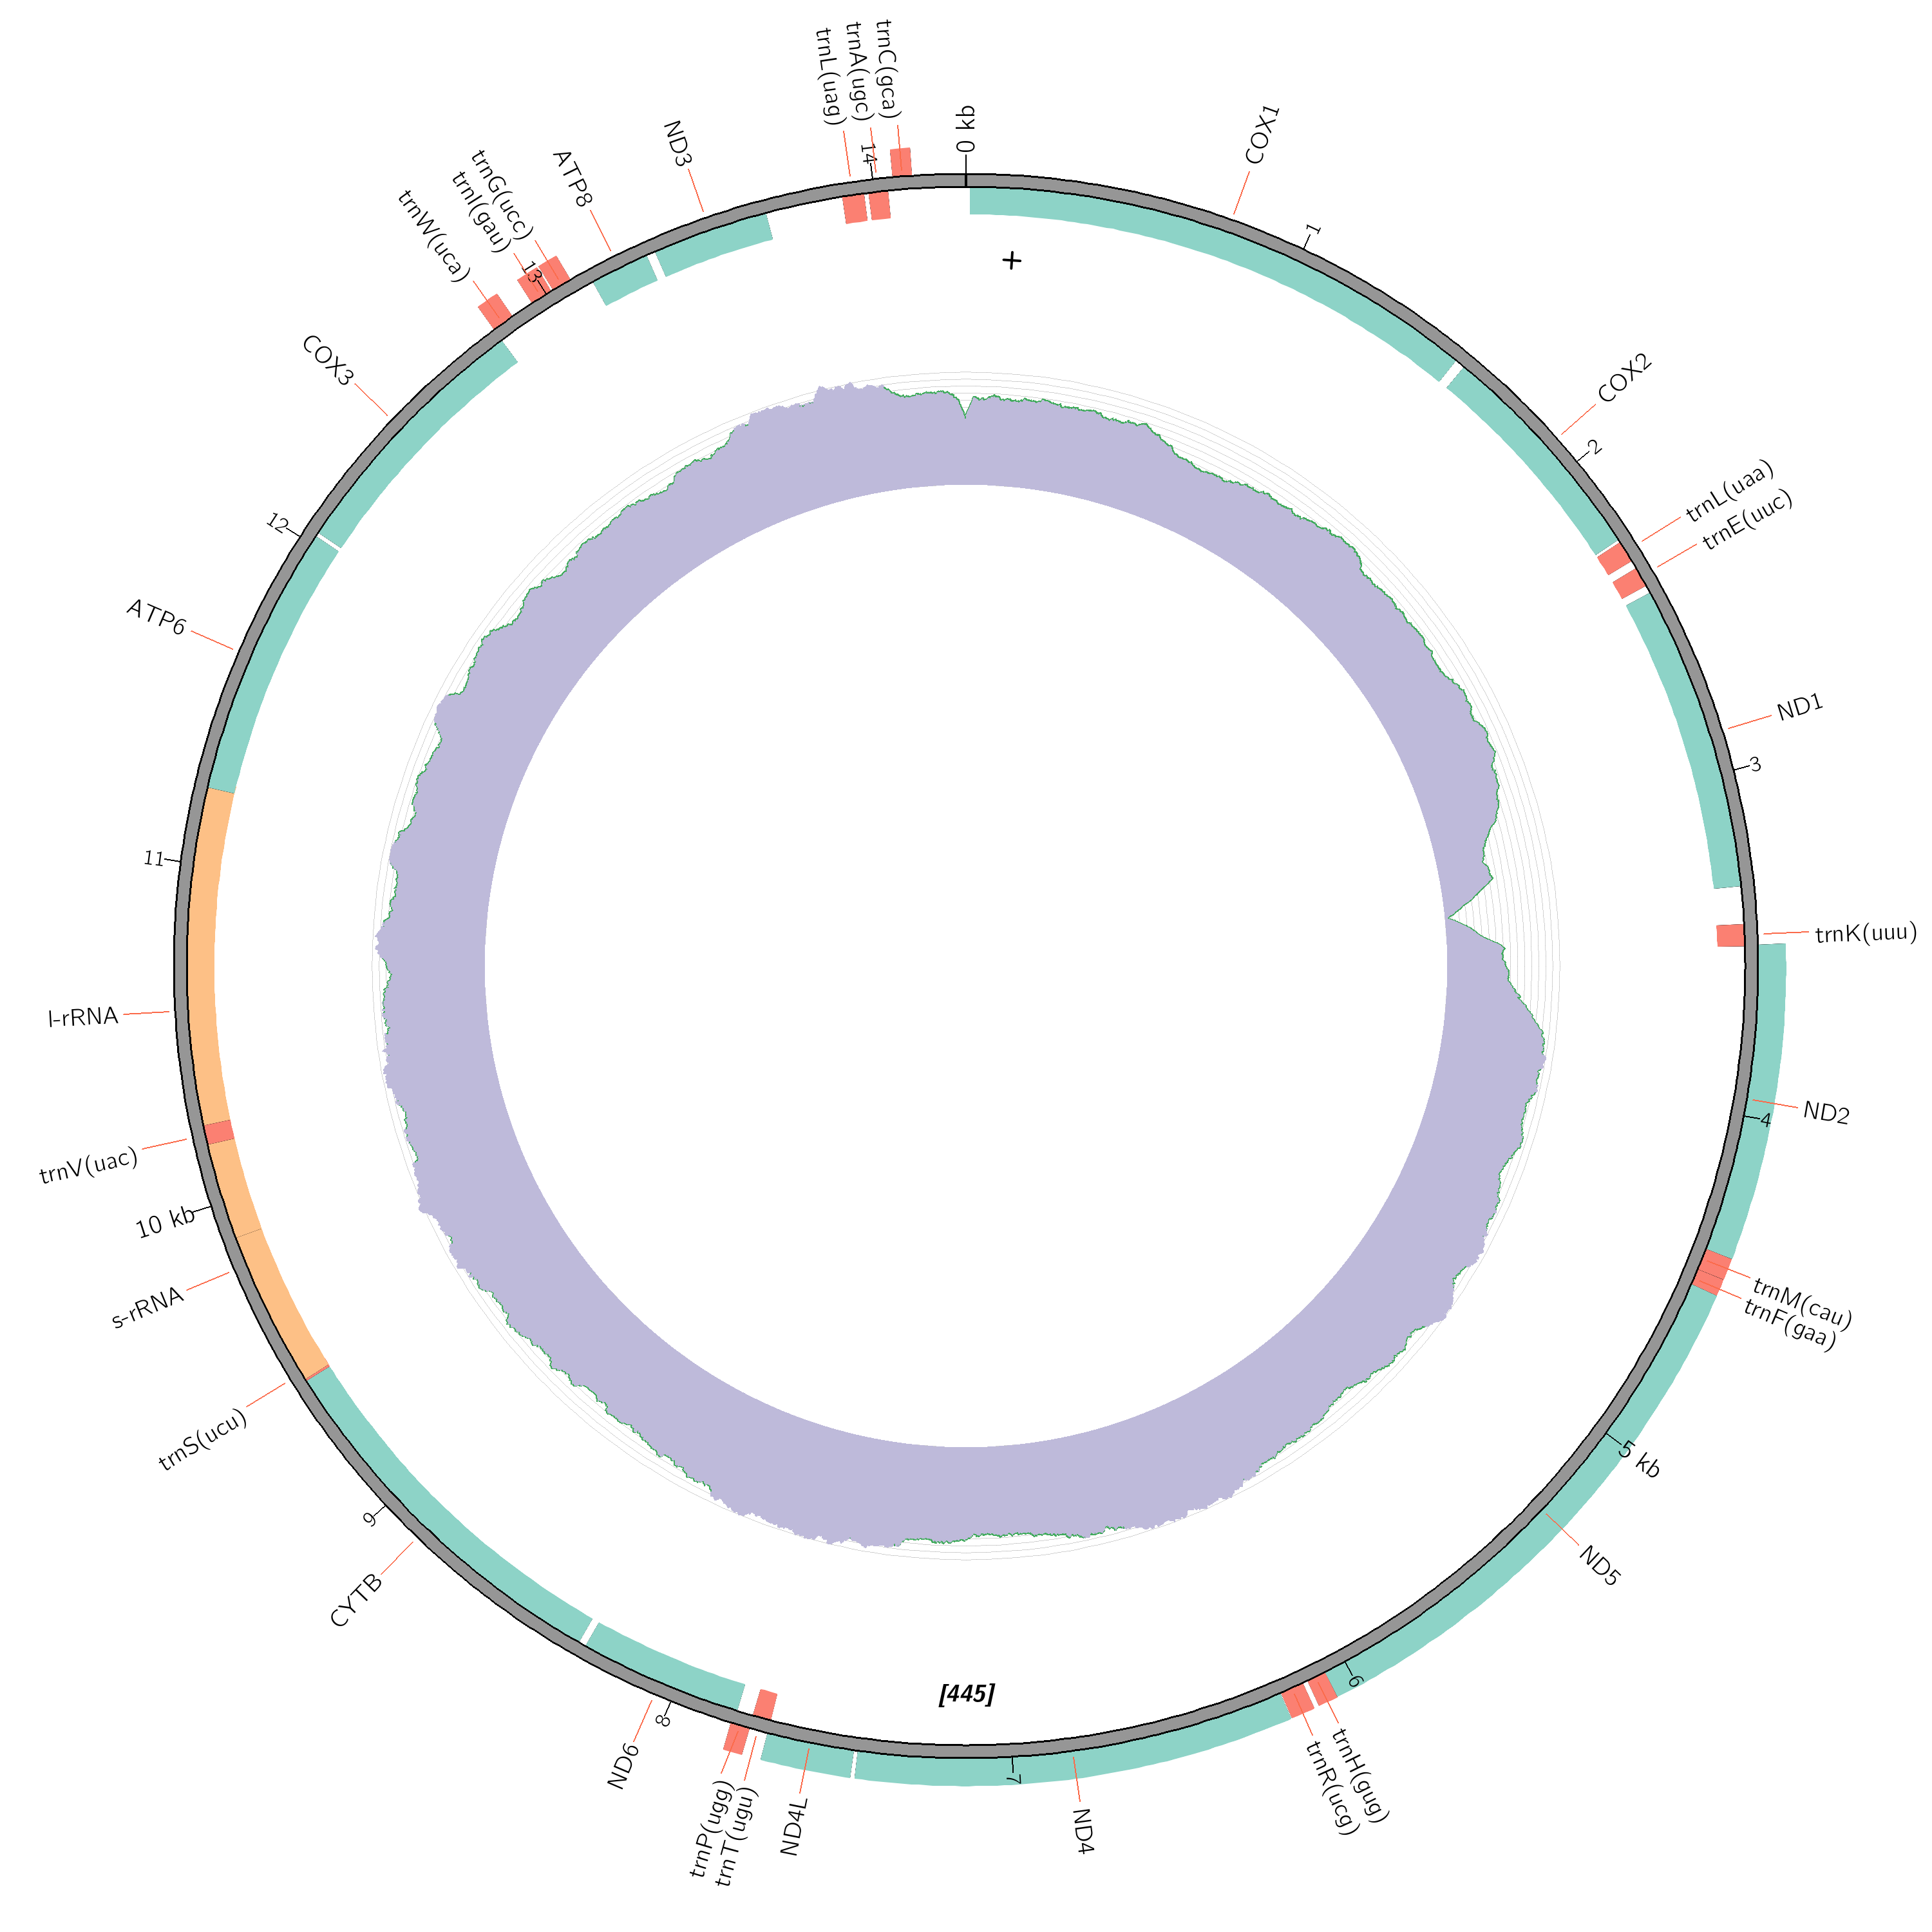 0 kb
COX1
1
COX2
2
trnL(uaa)
trnE(uuc)
ND1
3
trnK(uuu)
ND2
4
trnM(cau)
trnF(gaa)
5 kb
ND5
6
trnH(gug)
trnR(ucg)
ND4
7
ND4L
trnT(ugu)
trnP(ugg)
ND6
8
CYTB
9
trnS(ucu)
s-rRNA
10 kb
trnV(uac)
l-rRNA
11
ATP6
12
COX3
trnW(uca)
trnI(gau)
13
trnG(ucc)
ATP8
ND3
trnL(uag)
14
trnA(ugc)
trnC(gca)
+
[445]